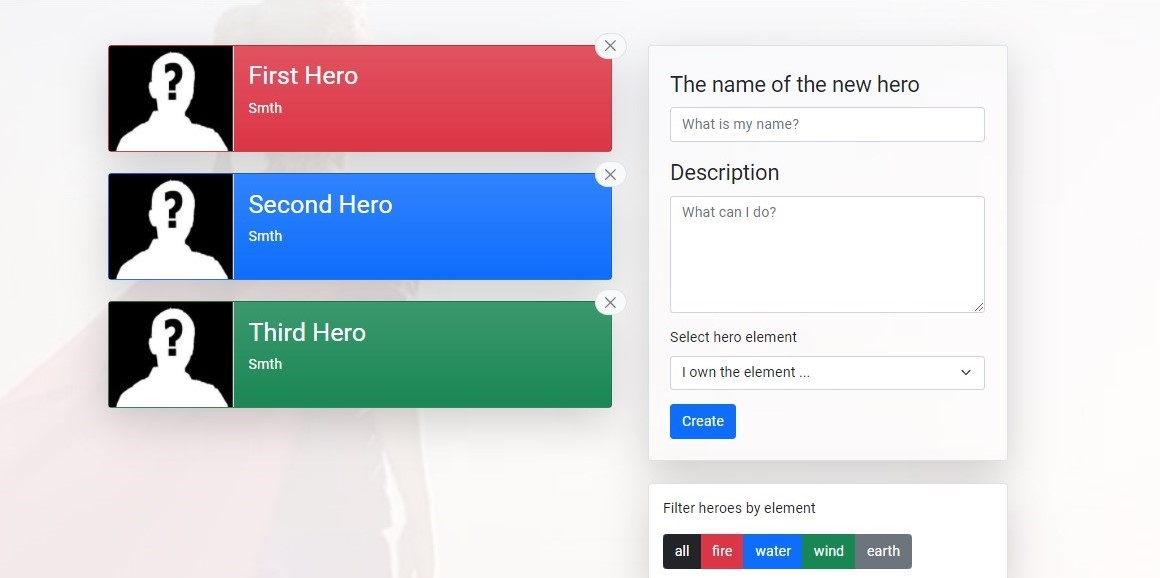 First Hero
Smth
Second Hero
Smth
Third Hero
Smth
The name of the new hero
What is my name?
Description
What can I do?
Select hero element
I own the element ...
Create
Filter heroes by element
all fire water wind earth